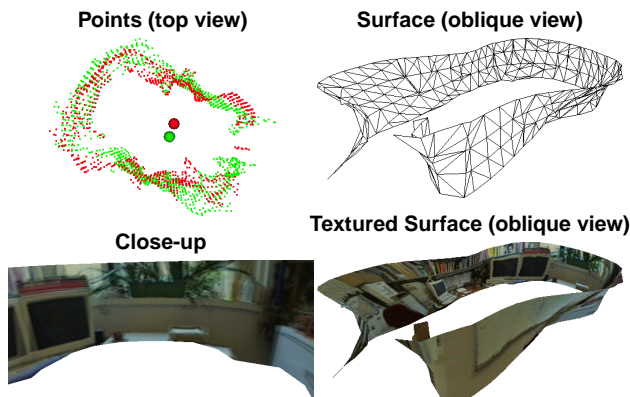 Points (top view)
Surface (oblique view)
Close-up
Textured Surface (oblique view)